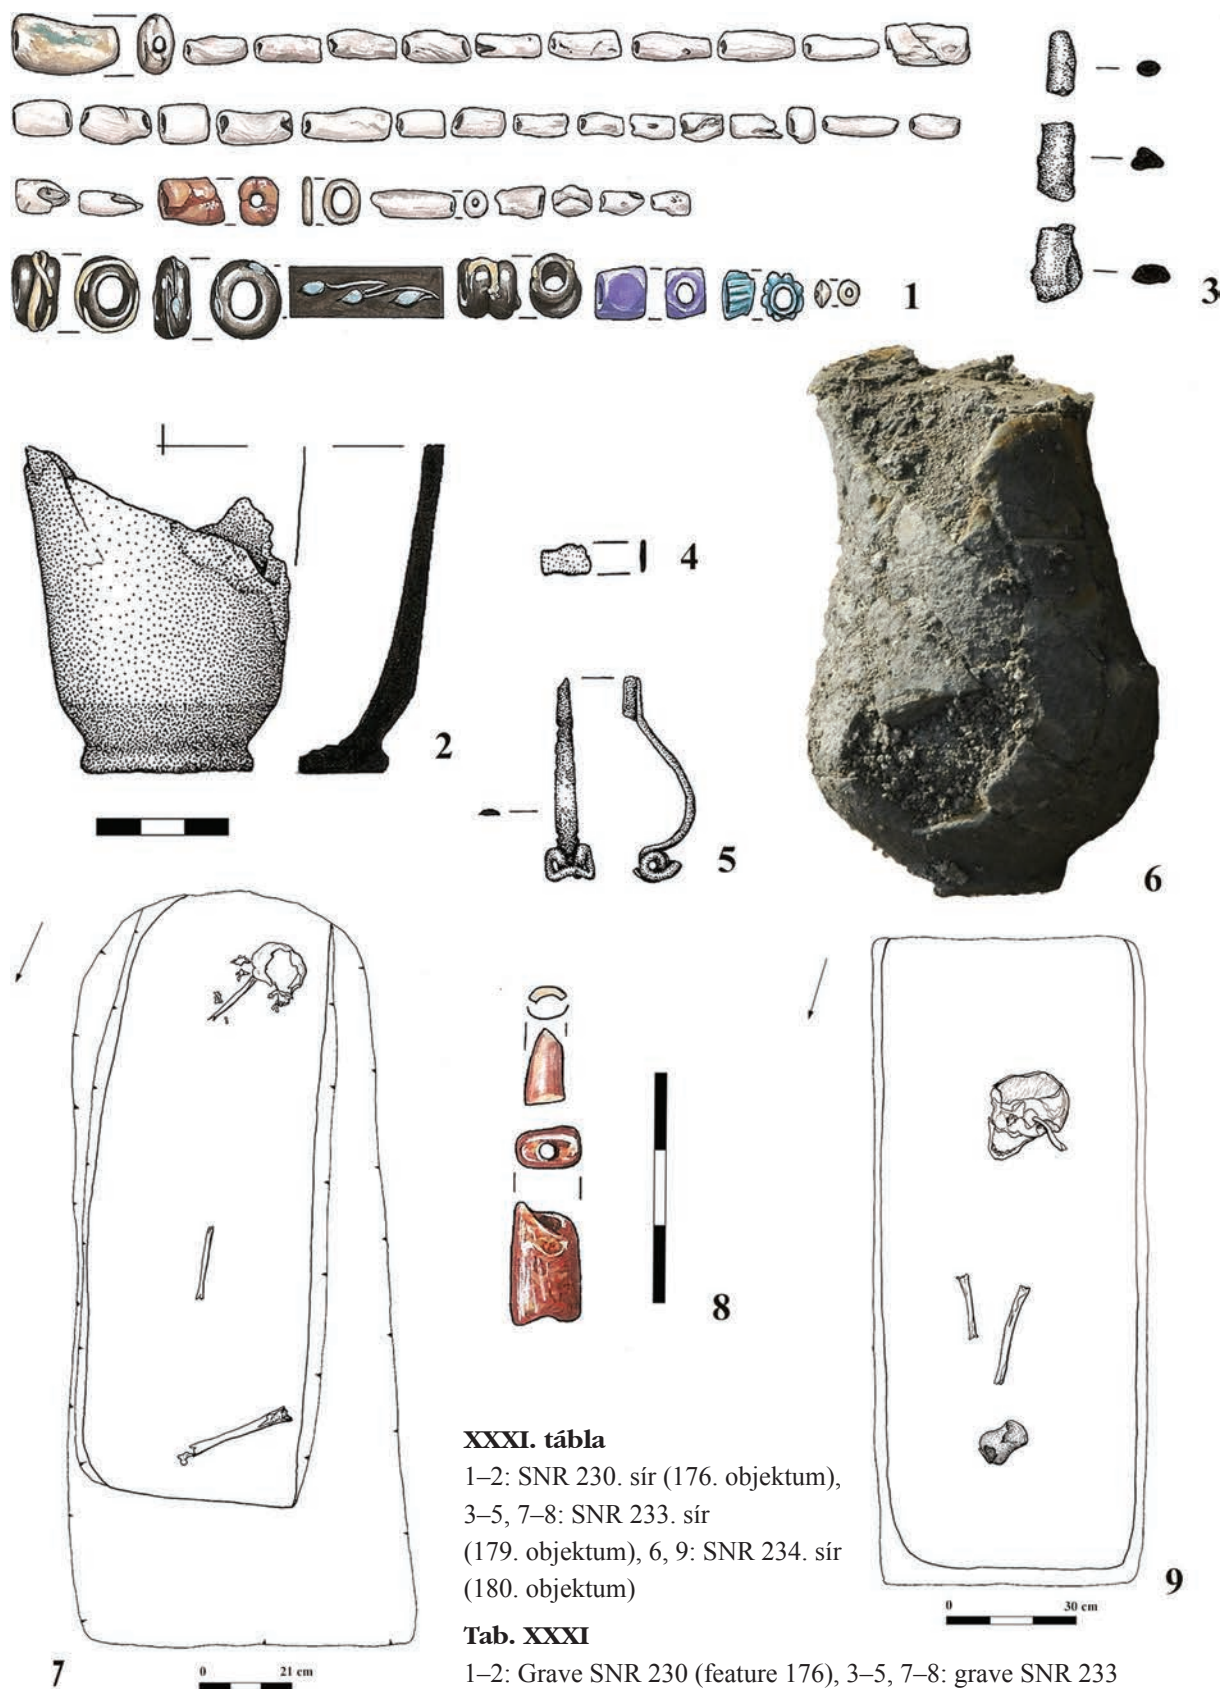 1
3
2
4
5
6
7
0 21 cm
8
9
0 30 cm
XXXI. tábla
1–2: SNR 230. sír (176. objektum),
3–5, 7–8: SNR 233. sír
(179. objektum), 6, 9: SNR 234. sír
(180. objektum)
Tab. XXXI
1–2: Grave SNR 230 (feature 176), 3–5, 7–8: grave SNR 233